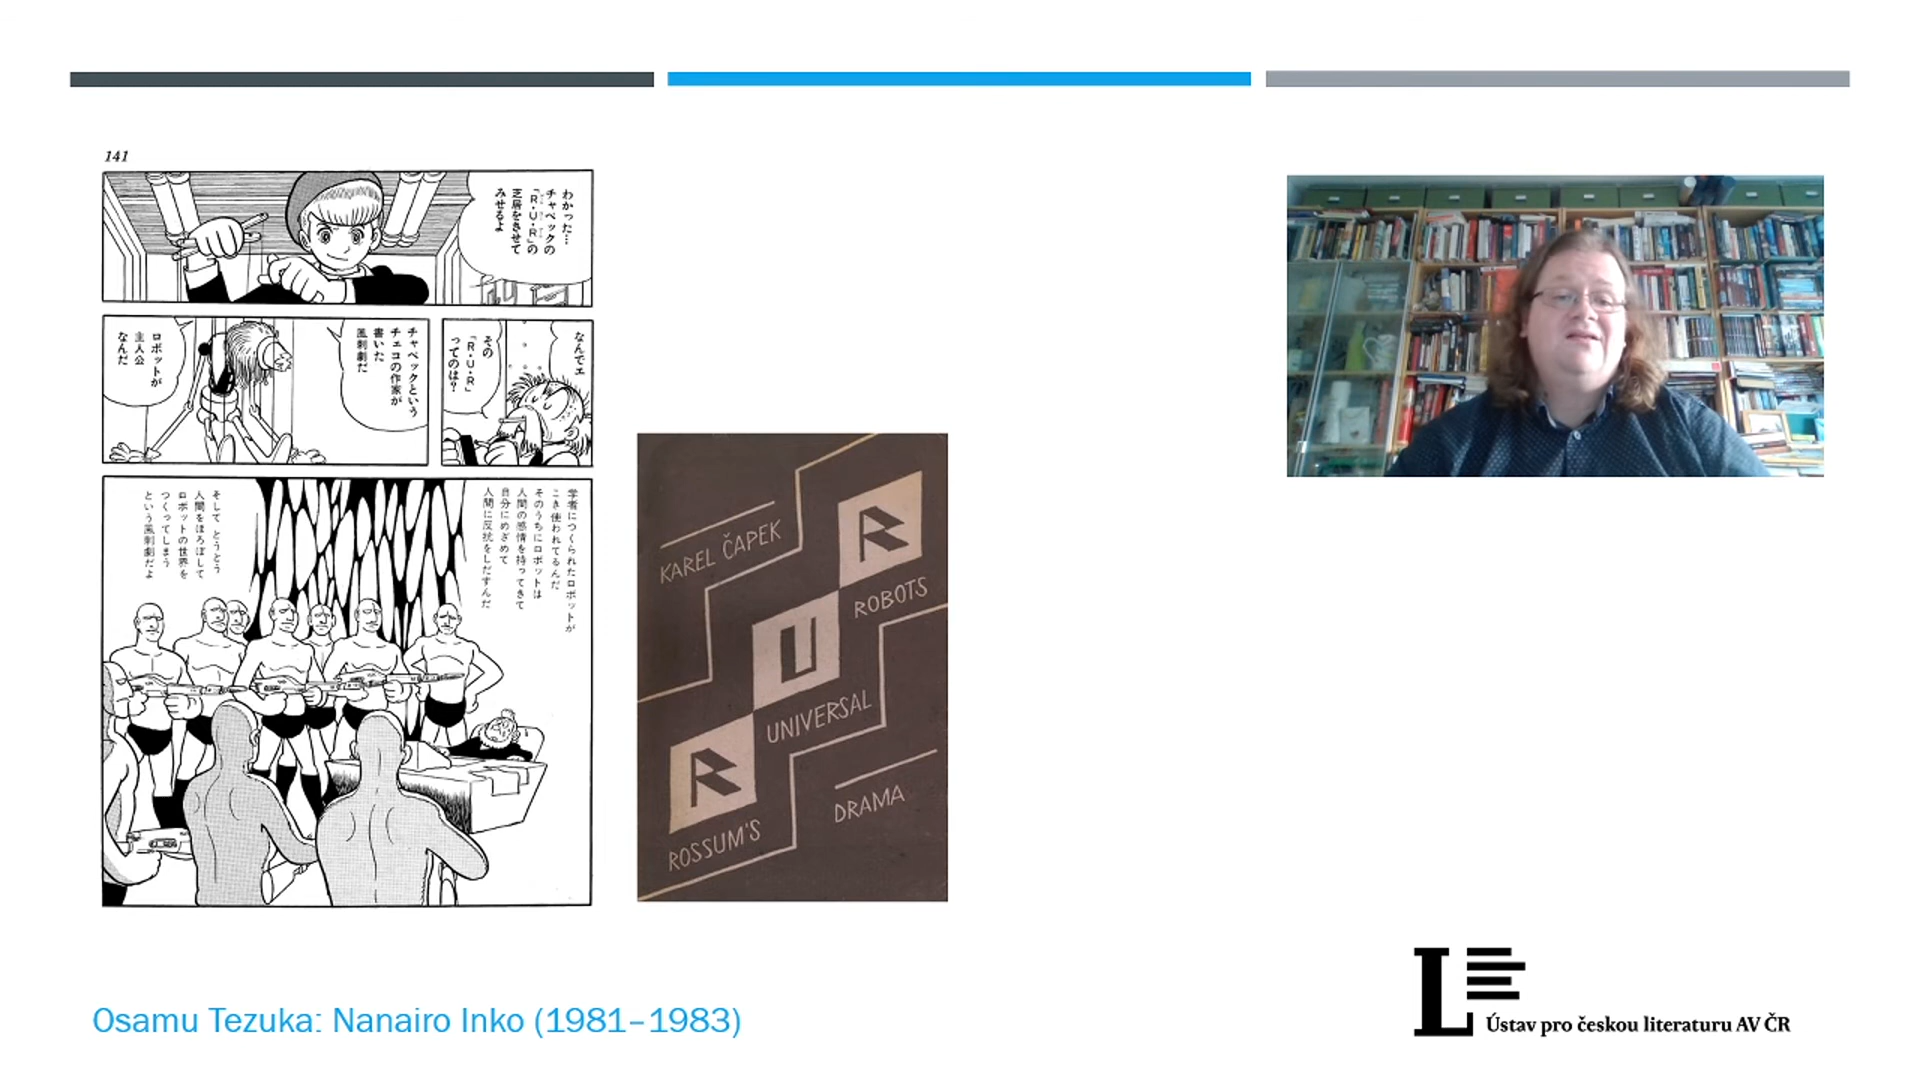 141
わかった…
チャペックの
「R・U・R」の
芝居をさせて
みせるよ
なんでェ
その
「R・U・R」
ってのは？
チャペックという
チェコの作家が
書いた
風刺劇だ
ロボットが
主人公
なんだ
学者につくられたロボットが
こき使われてるんだ
そのうちにロボットは
人間の感情を持ってきて
自分にめざめて
人間に反抗をしだすんだ
そして とうとう
人間をほろぼして
ロボットの世界を
つくってしまう
という風刺劇だよ
KAREL ČAPEK
R
ROBOTS
U
UNIVERSAL
R
ROSSUM'S
DRAMA
Osamu Tezuka: Nanairo Inko (1981–1983)
Ústav pro českou literaturu AV ČR